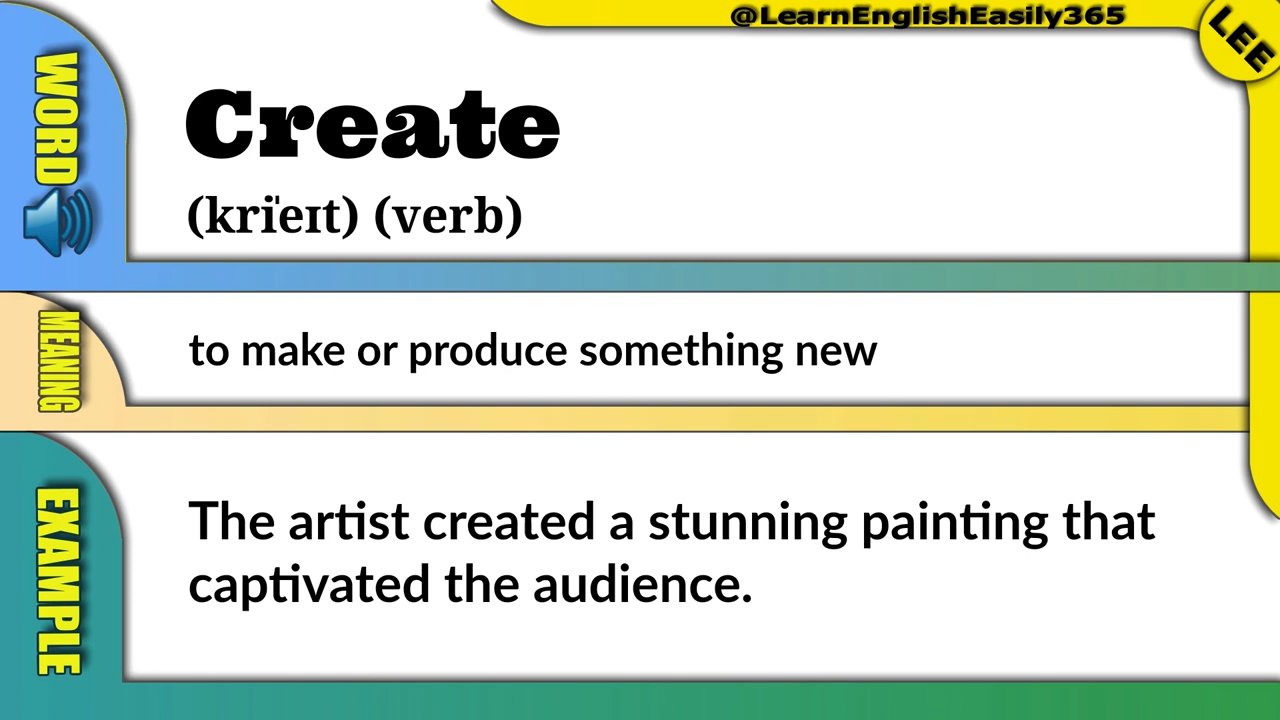 @LearnEnglishEasily365
LEE
WORD
Create
(kriˈeɪt) (verb)
MEANING
to make or produce something new
EXAMPLE
The artist created a stunning painting that
captivated the audience.